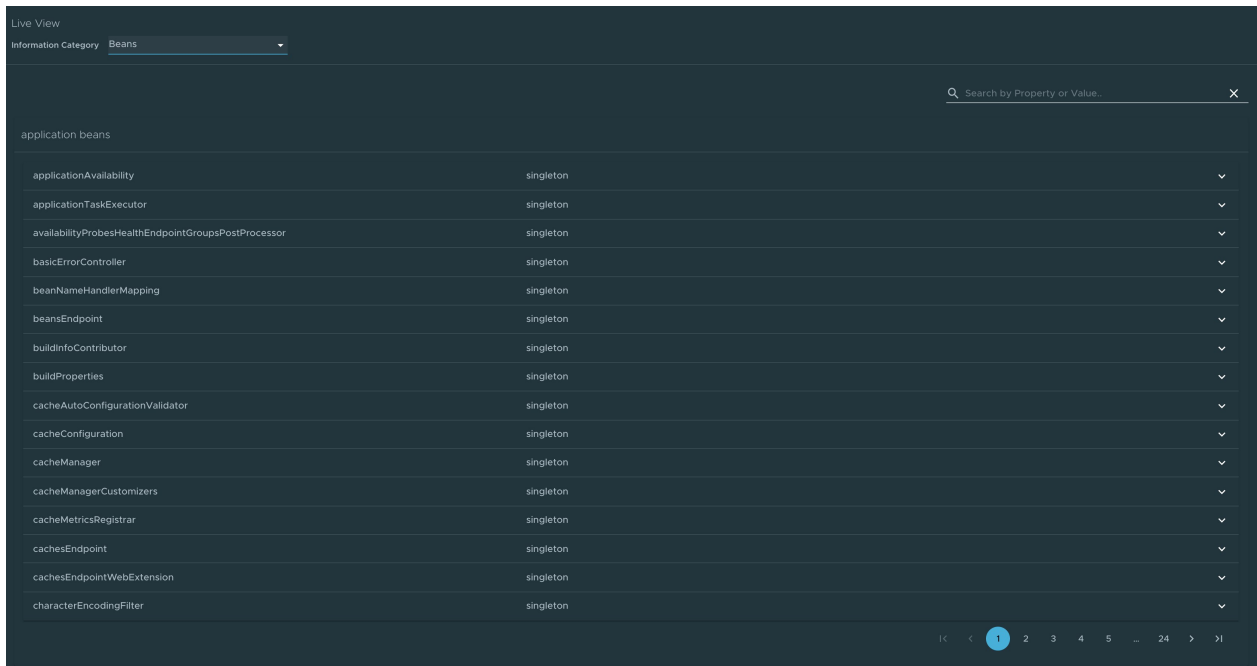 Live View
Information Category Beans
Search by Property or Value...
application beans
applicationAvailability singleton
applicationTaskExecutor singleton
availabilityProbesHealthEndpointGroupsPostProcessor singleton
basicErrorController singleton
beanNameHandlerMapping singleton
beansEndpoint singleton
buildInfoContributor singleton
buildProperties singleton
cacheAutoConfigurationValidator singleton
cacheConfiguration singleton
cacheManager singleton
cacheManagerCustomizers singleton
cacheMetricsRegistrar singleton
cachesEndpoint singleton
cachesEndpointWebExtension singleton
characterEncodingFilter singleton
1 2 3 4 5 ... 24